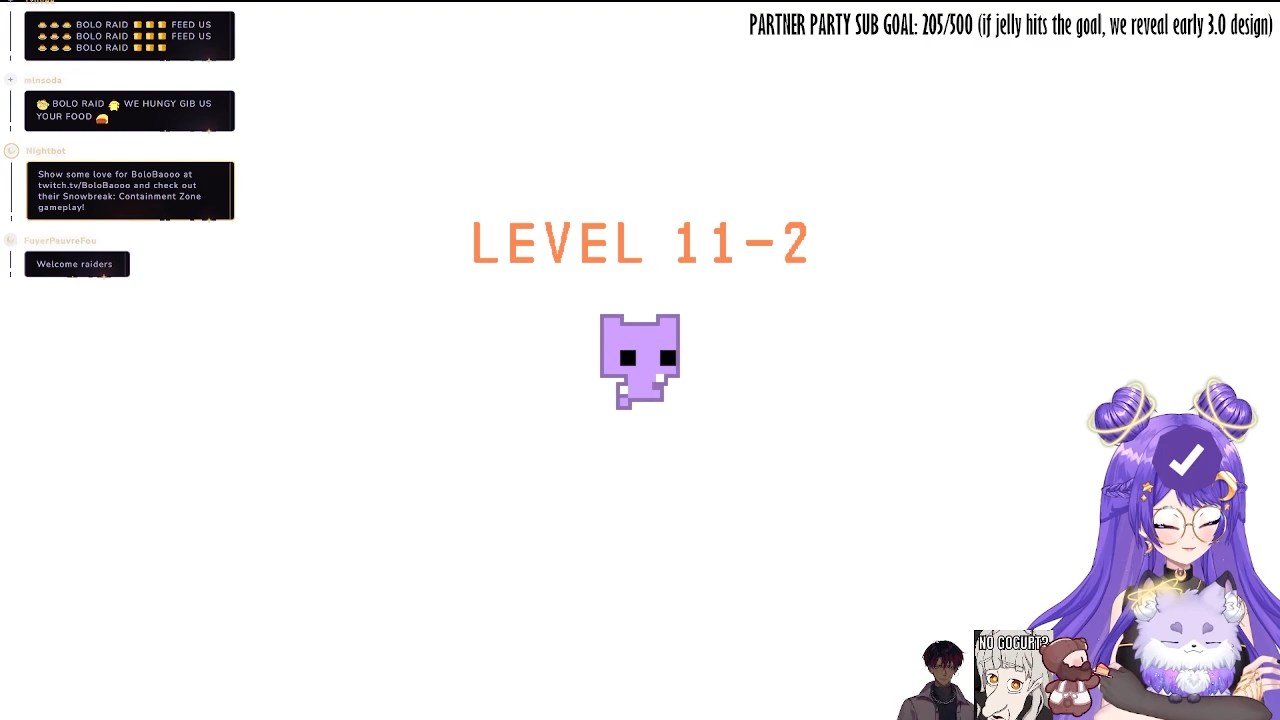 BOLO RAID FEED US
BOLO RAID FEED US
BOLO RAID
PARTNER PARTY SUB GOAL: 205/500 (if jelly hits the goal, we reveal early 3.0 design)
mlnsoda
BOLO RAID WE HUNGY GIB US
YOUR FOOD
Nightbot
Show some love for BoloBaooo at
twitch.tv/BoloBaooo and check out
their Snowbreak: Containment Zone
gameplay!
FuyerPauvreFou
Welcome raiders
LEVEL 11-2
NO GOGURT?